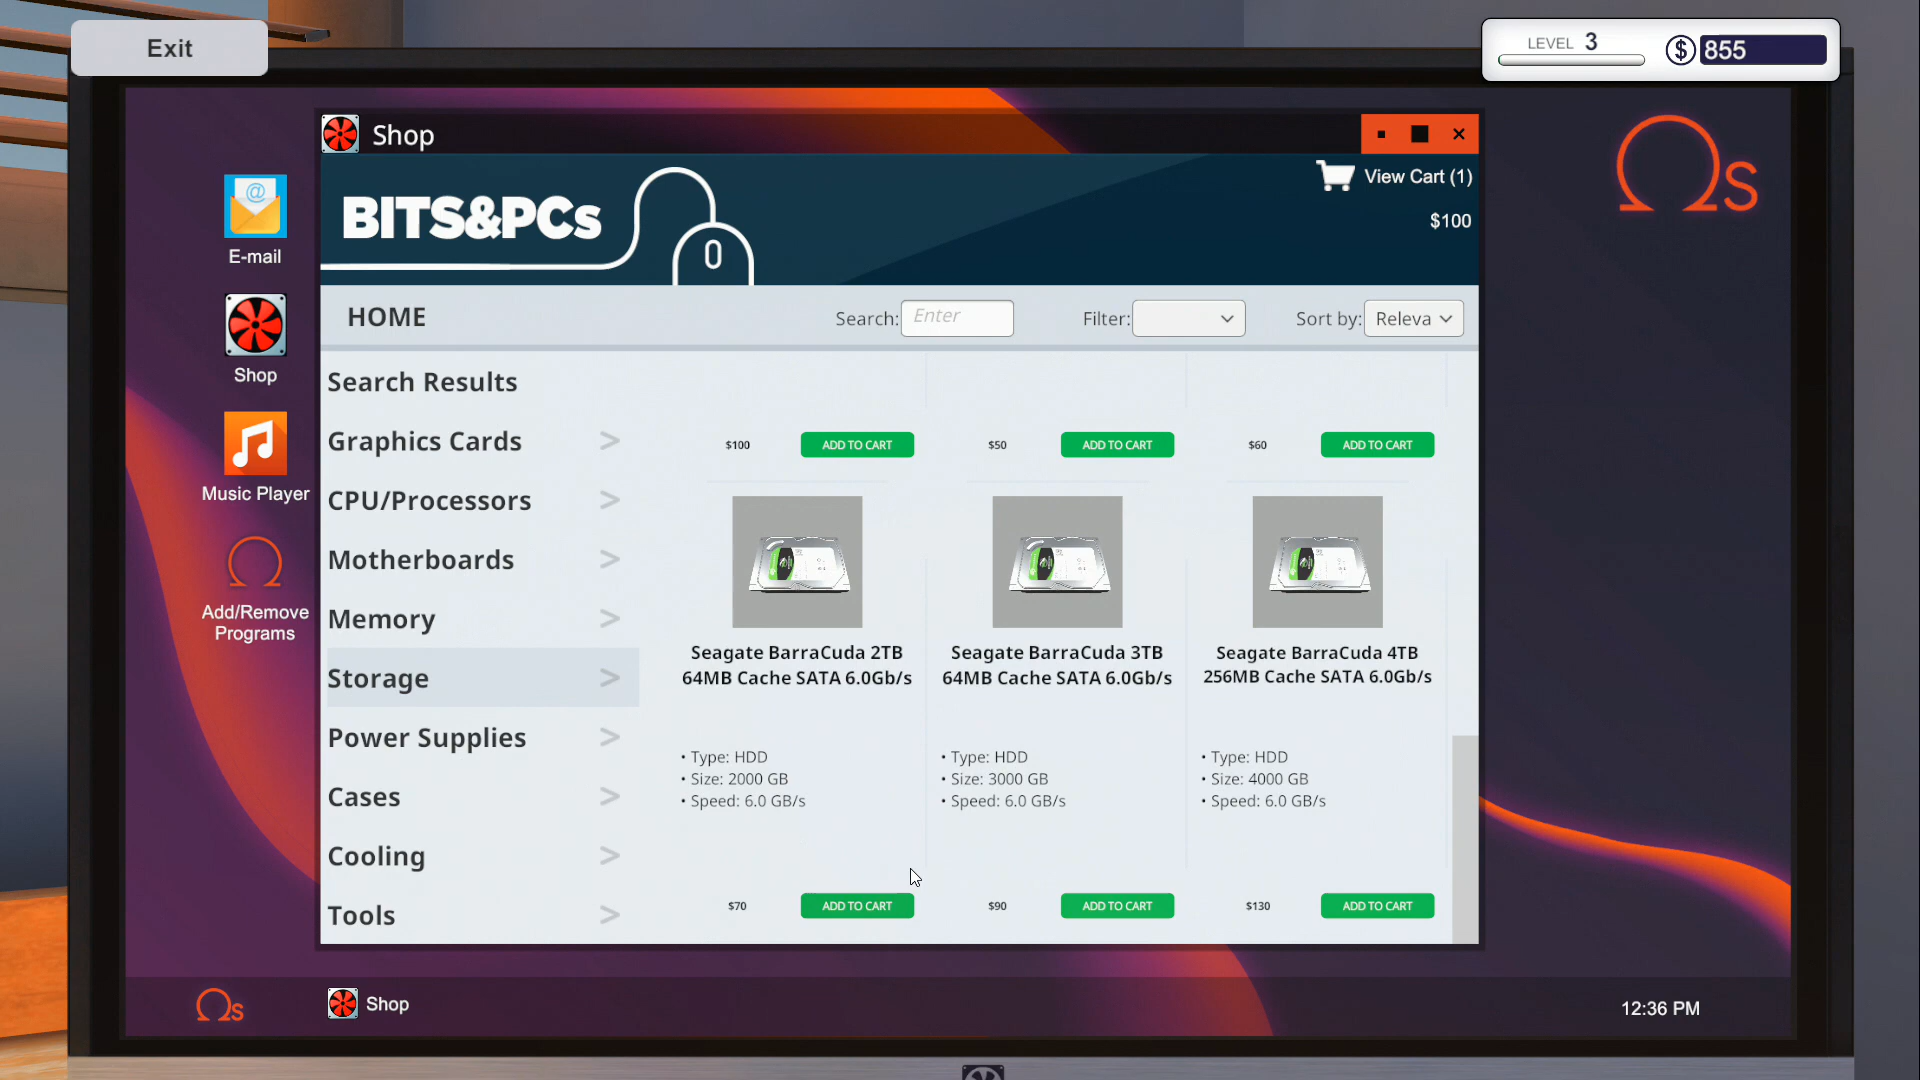 Exit
LEVEL 3
$ 855
Shop
View Cart (1)
$100
BITS&PCs
Ωs
E-mail
Shop
Music Player
Add/Remove
Programs
HOME
Search: Enter
Filter:
Sort by: Releva
Search Results
Graphics Cards >
CPU/Processors >
Motherboards >
Memory >
Storage >
Power Supplies >
Cases >
Cooling >
Tools >
$100 ADD TO CART
$50 ADD TO CART
$60 ADD TO CART
Seagate BarraCuda 2TB
64MB Cache SATA 6.0Gb/s
• Type: HDD
• Size: 2000 GB
• Speed: 6.0 GB/s
$70 ADD TO CART
Seagate BarraCuda 3TB
64MB Cache SATA 6.0Gb/s
• Type: HDD
• Size: 3000 GB
• Speed: 6.0 GB/s
$90 ADD TO CART
Seagate BarraCuda 4TB
256MB Cache SATA 6.0Gb/s
• Type: HDD
• Size: 4000 GB
• Speed: 6.0 GB/s
$130 ADD TO CART
Ωs
Shop
12:36 PM